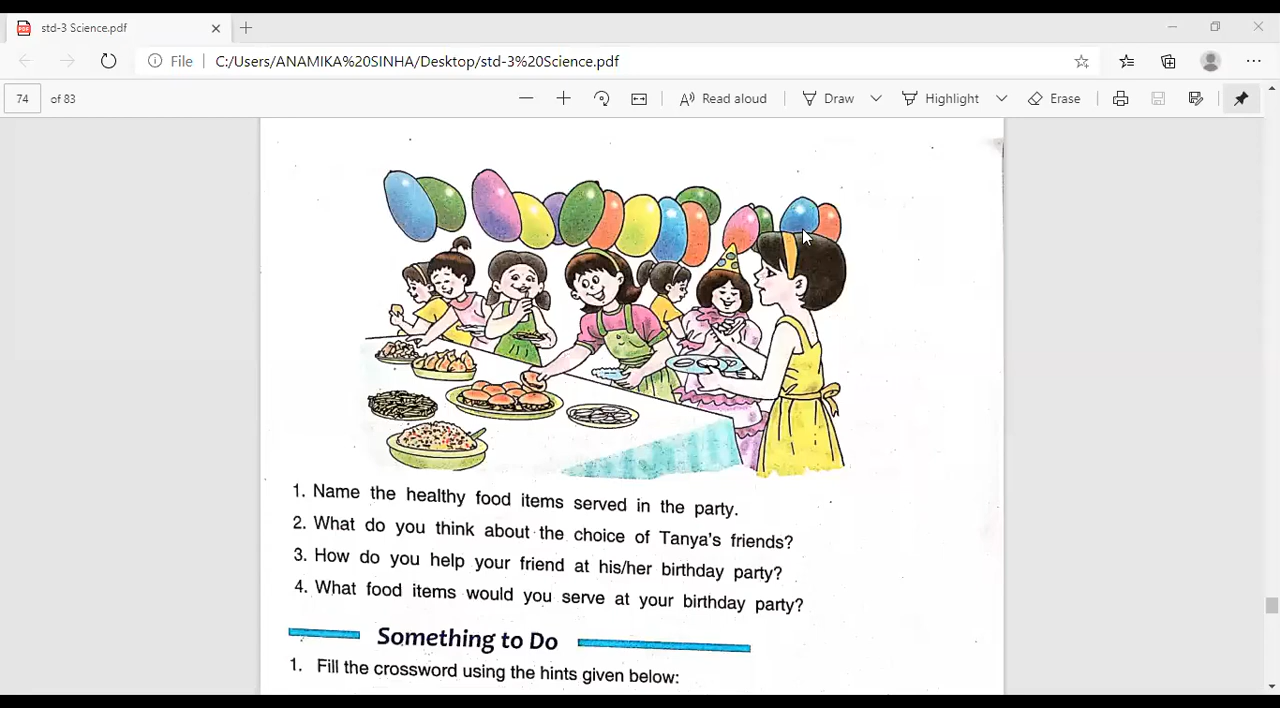 std-3 Science.pdf
File C:/Users/ANAMIKA%20SINHA/Desktop/std-3%20Science.pdf
74 of 83 Read aloud Draw Highlight Erase
1. Name the healthy food items served in the party.
2. What do you think about the choice of Tanya's friends?
3. How do you help your friend at his/her birthday party?
4. What food items would you serve at your birthday party?
Something to Do
1. Fill the crossword using the hints given below: